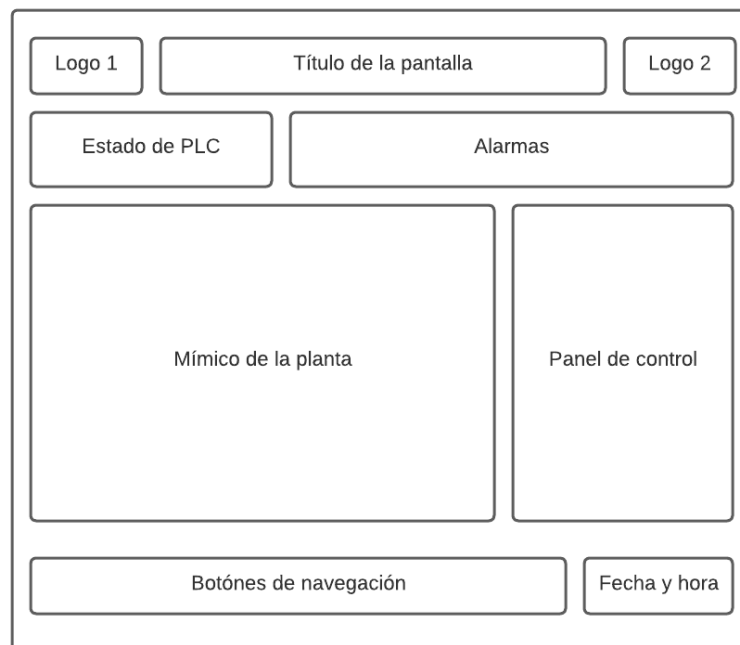 Logo 1
Título de la pantalla
Logo 2
Estado de PLC
Alarmas
Mímico de la planta
Panel de control
Botónes de navegación
Fecha y hora